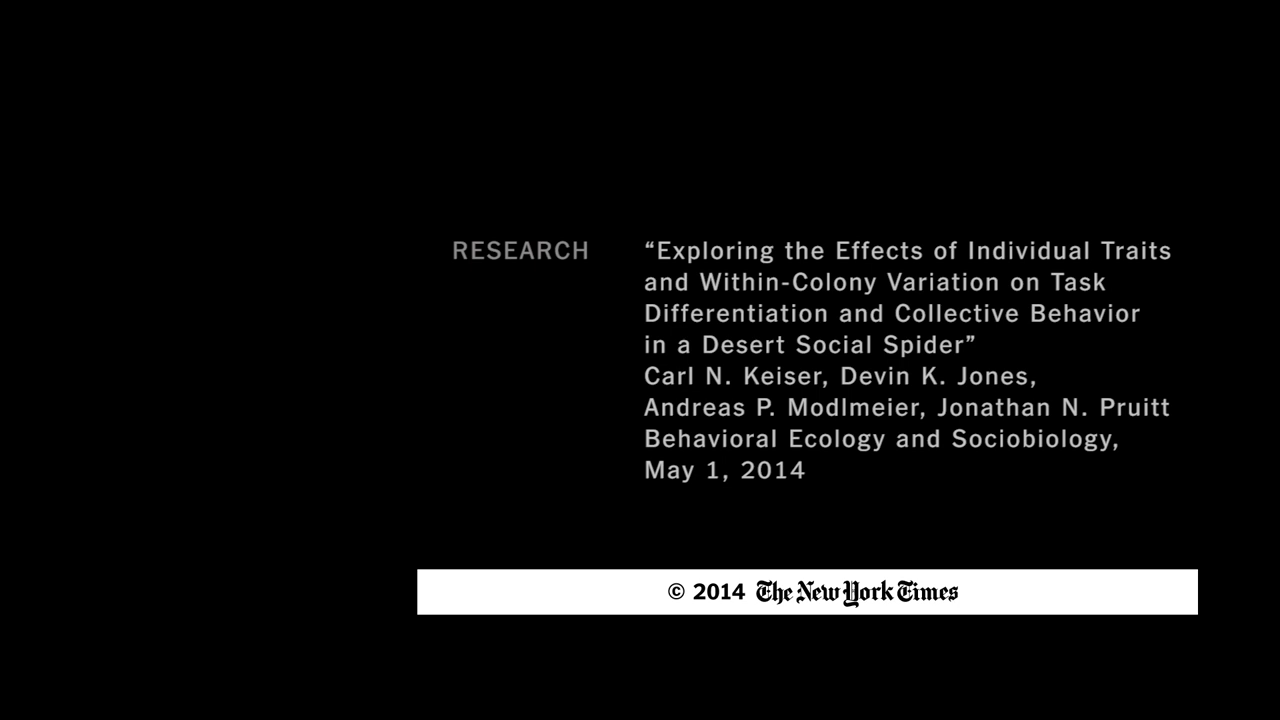 RESEARCH
“Exploring the Effects of Individual Traits
and Within-Colony Variation on Task
Differentiation and Collective Behavior
in a Desert Social Spider”
Carl N. Keiser, Devin K. Jones,
Andreas P. Modlmeier, Jonathan N. Pruitt
Behavioral Ecology and Sociobiology,
May 1, 2014
© 2014 The New York Times